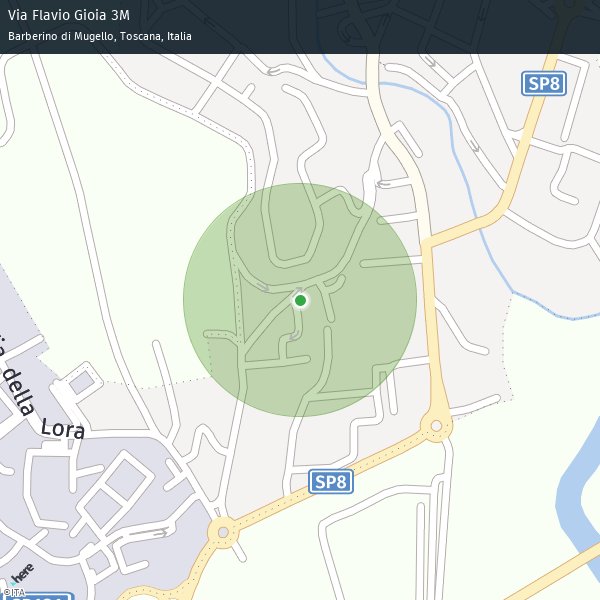 Via Flavio Gioia 3M
Barberino di Mugello, Toscana, Italia
SP8
della
Lora
SP8
here
©ITA